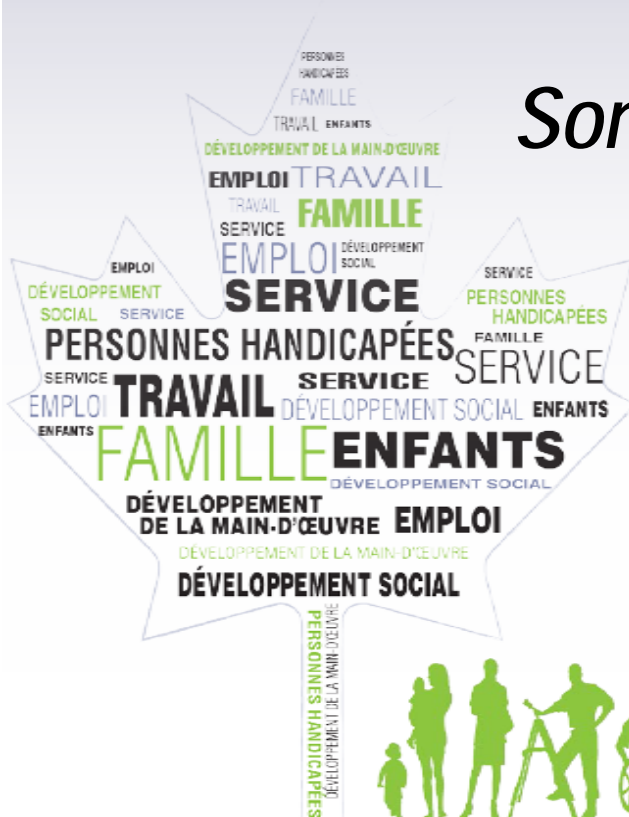 PERSONNES
HANDICAPÉES
FAMILLE
TRAVAIL ENFANTS
DÉVELOPPEMENT DE LA MAIN-D'ŒUVRE
EMPLOI TRAVAIL
TRAVAIL FAMILLE
SERVICE
EMPLOI DÉVELOPPEMENT
SOCIAL
SERVICE
EMPLOI
DÉVELOPPEMENT
SOCIAL SERVICE
SERVICE
PERSONNES
HANDICAPÉES
PERSONNES HANDICAPÉES
FAMILLE
SERVICE
SERVICE TRAVAIL SERVICE
EMPLOI DÉVELOPPEMENT SOCIAL ENFANTS
ENFANTS FAMILLE ENFANTS
DÉVELOPPEMENT SOCIAL
DÉVELOPPEMENT
DE LA MAIN-D'ŒUVRE EMPLOI
DÉVELOPPEMENT DE LA MAIN-D'ŒUVRE
DÉVELOPPEMENT SOCIAL
PERSONNES HANDICAPÉES
DÉVELOPPEMENT DE LA MAIN-D'ŒUVRE